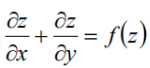 ∂z/∂x + ∂z/∂y = f(z)